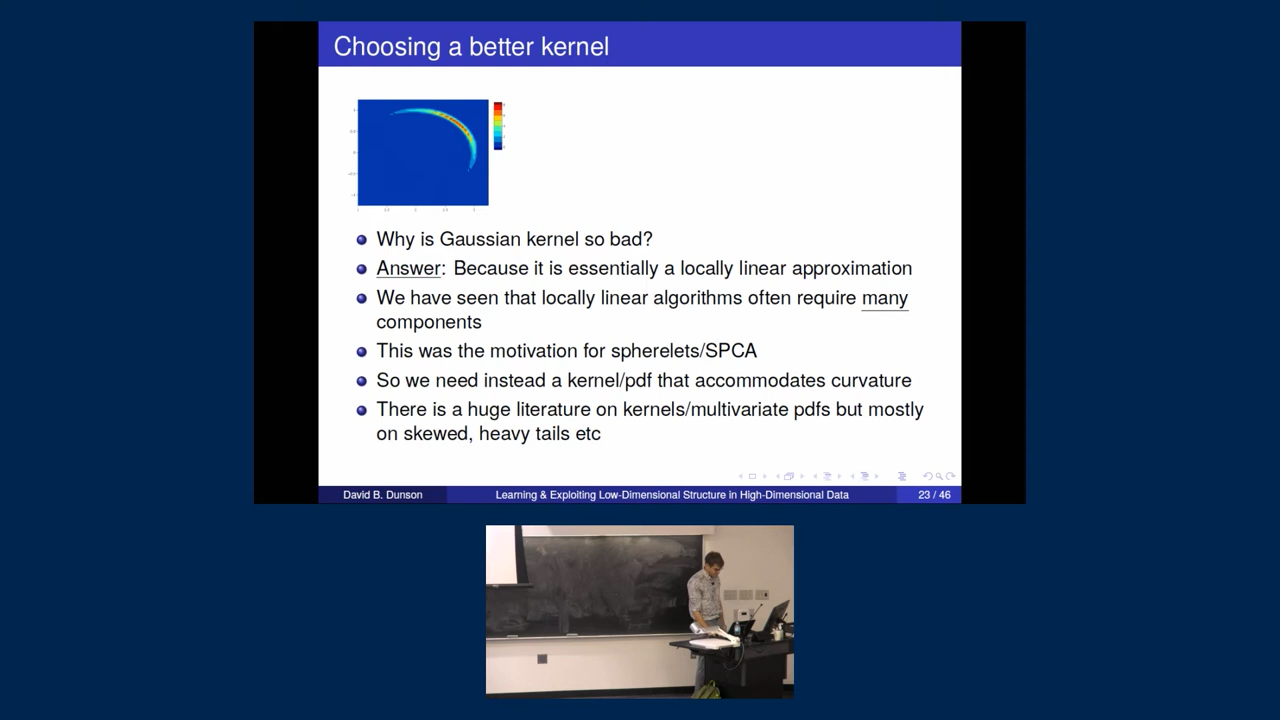 Choosing a better kernel
Why is Gaussian kernel so bad?
Answer: Because it is essentially a locally linear approximation
We have seen that locally linear algorithms often require many
components
This was the motivation for spherelets/SPCA
So we need instead a kernel/pdf that accommodates curvature
There is a huge literature on kernels/multivariate pdfs but mostly
on skewed, heavy tails etc
David B. Dunson
Learning & Exploiting Low-Dimensional Structure in High-Dimensional Data
23 / 46